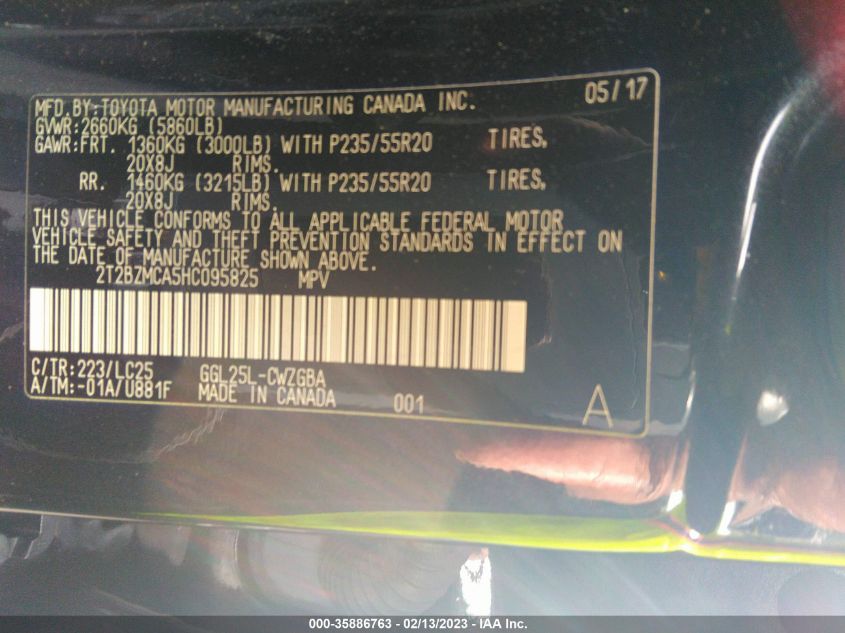 MFD.BY:TOYOTA MOTOR MANUFACTURING CANADA INC. 05/17
GVWR:2660KG (5860LB)
GAWR:FRT. 1360KG (3000LB) WITH P235/55R20 TIRES,
20X8J RIMS.
RR. 1460KG (3215LB) WITH P235/55R20 TIRES,
20X8J RIMS.
THIS VEHICLE CONFORMS TO ALL APPLICABLE FEDERAL MOTOR
VEHICLE SAFETY AND THEFT PREVENTION STANDARDS IN EFFECT ON
THE DATE OF MANUFACTURE SHOWN ABOVE.
2T2BZMCA5HC095825 MPV
C/TR:223/LC25 GGL25L-CWZGBA
A/TM:-01A/U881F MADE IN CANADA 001 A
000-35886763 - 02/13/2023 - IAA Inc.